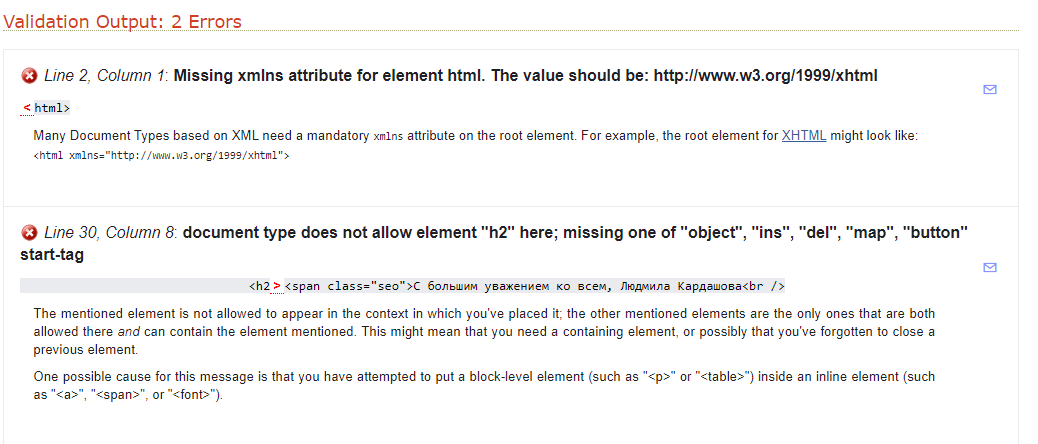 Validation Output: 2 Errors
Line 2, Column 1: Missing xmlns attribute for element html. The value should be: http://www.w3.org/1999/xhtml
<html>
Many Document Types based on XML need a mandatory xmlns attribute on the root element. For example, the root element for XHTML might look like:
<html xmlns="http://www.w3.org/1999/xhtml">
Line 30, Column 8: document type does not allow element "h2" here; missing one of "object", "ins", "del", "map", "button"
start-tag
<h2><span class="seo">С большим уважением ко всем, Людмила Кардашова<br />
The mentioned element is not allowed to appear in the context in which you've placed it; the other mentioned elements are the only ones that are both
allowed there and can contain the element mentioned. This might mean that you need a containing element, or possibly that you've forgotten to close a
previous element.
One possible cause for this message is that you have attempted to put a block-level element (such as "<p>" or "<table>") inside an inline element (such
as "<a>", "<span>", or "<font>").